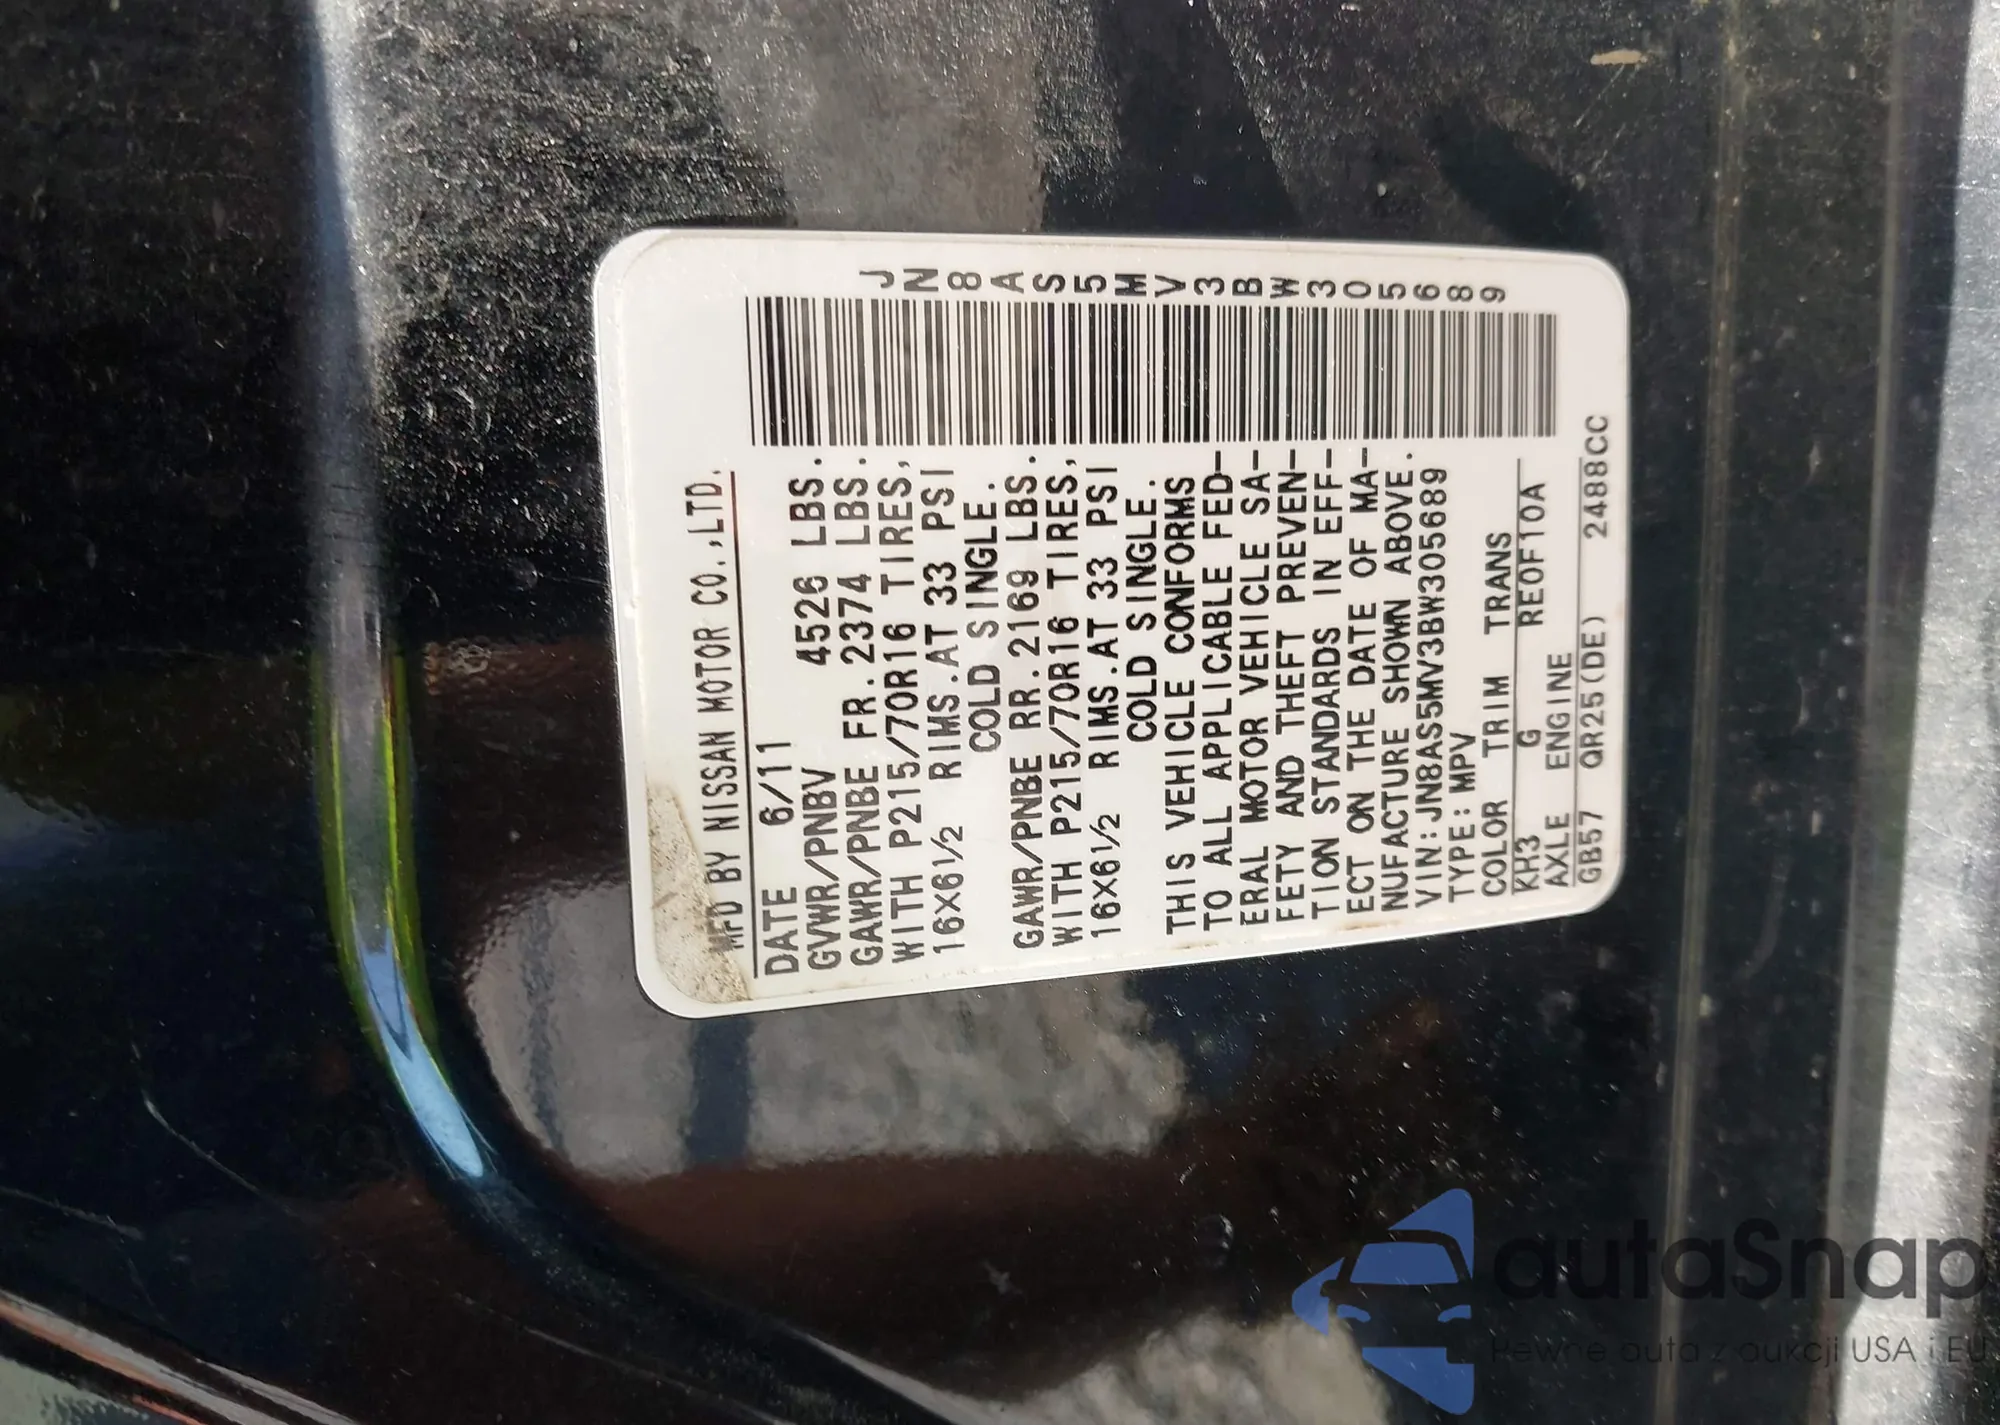 MFD BY NISSAN MOTOR CO.,LTD.
DATE 6/11
GVWR/PNBV 4526 LBS.
GAWR/PNBE FR.2374 LBS.
WITH P215/70R16 TIRES,
16X6½ RIMS.AT 33 PSI
COLD SINGLE.
GAWR/PNBE RR.2169 LBS.
WITH P215/70R16 TIRES,
16X6½ RIMS.AT 33 PSI
COLD SINGLE.
THIS VEHICLE CONFORMS
TO ALL APPLICABLE FED-
ERAL MOTOR VEHICLE SA-
FETY AND THEFT PREVEN-
TION STANDARDS IN EFF-
ECT ON THE DATE OF MA-
NUFACTURE SHOWN ABOVE.
VIN:JN8AS5MV3BW305689
TYPE:MPV
COLOR TRIM TRANS
KH3 G RE0F10A
AXLE ENGINE
GB57 QR25(DE) 2488CC
JN8AS5MV3BW305689
autaSnap
Pewne auta z aukcji USA i EU